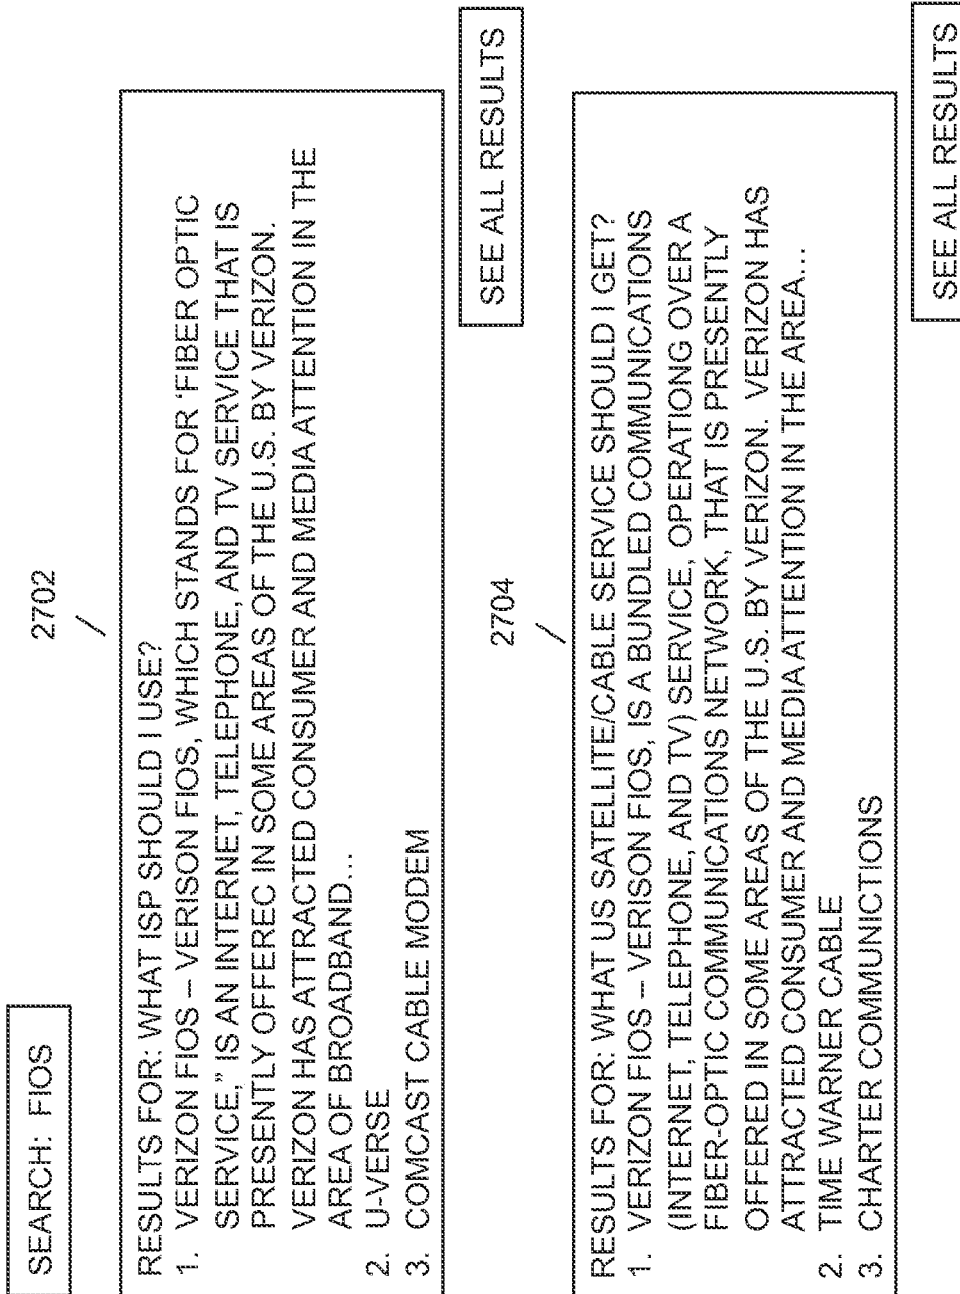 SEARCH: FIOS
2702
RESULTS FOR: WHAT ISP SHOULD I USE?
1. VERIZON FIOS – VERISON FIOS, WHICH STANDS FOR 'FIBER OPTIC
SERVICE,” IS AN INTERNET, TELEPHONE, AND TV SERVICE THAT IS
PRESENTLY OFFEREC IN SOME AREAS OF THE U.S. BY VERIZON.
VERIZON HAS ATTRACTED CONSUMER AND MEDIA ATTENTION IN THE
AREA OF BROADBAND...
2. U-VERSE
3. COMCAST CABLE MODEM
SEE ALL RESULTS
2704
RESULTS FOR: WHAT US SATELLITE/CABLE SERVICE SHOULD I GET?
1. VERIZON FIOS – VERISON FIOS, IS A BUNDLED COMMUNICATIONS
(INTERNET, TELEPHONE, AND TV) SERVICE, OPERATIONG OVER A
FIBER-OPTIC COMMUNICATIONS NETWORK, THAT IS PRESENTLY
OFFERED IN SOME AREAS OF THE U.S. BY VERIZON. VERIZON HAS
ATTRACTED CONSUMER AND MEDIA ATTENTION IN THE AREA...
2. TIME WARNER CABLE
3. CHARTER COMMUNICTIONS
SEE ALL RESULTS